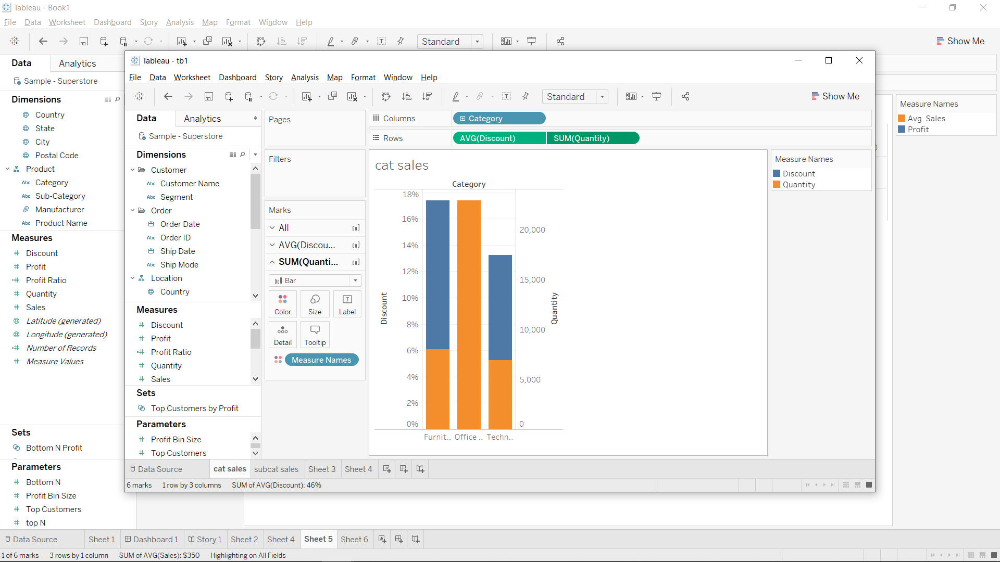 Tableau - Book1
File Data Worksheet Dashboard Story Analysis Map Format Window Help
Standard
Show Me
Data
Analytics
Sample - Superstore
Dimensions
Country
State
City
Postal Code
Product
Abc Category
Abc Sub-Category
Manufacturer
Abc Product Name
Measures
Discount
Profit
Profit Ratio
Quantity
Sales
Latitude (generated)
Longitude (generated)
Number of Records
Measure Values
Sets
Bottom N Profit
Parameters
Bottom N
Profit Bin Size
Top Customers
top N
Tableau - tb1
File Data Worksheet Dashboard Story Analysis Map Format Window Help
Standard
Show Me
Data
Analytics
Sample - Superstore
Dimensions
Customer
Abc Customer Name
Abc Segment
Order
Order Date
Abc Order ID
Ship Date
Abc Ship Mode
Location
Country
Measures
Discount
Profit
Profit Ratio
Quantity
Sales
Sets
Top Customers by Profit
Parameters
Profit Bin Size
Top Customers
Pages
Filters
Marks
All
AVG(Discou...
SUM(Quanti...
Bar
Color
Size
Label
Detail
Tooltip
Measure Names
Columns
Category
Rows
AVG(Discount)
SUM(Quantity)
cat sales
Category
18%
16%
14%
12%
10%
8%
6%
4%
2%
0%
Discount
20,000
15,000
10,000
5,000
0
Quantity
Furnit..
Office ..
Techn..
Measure Names
Discount
Quantity
Data Source
cat sales
subcat sales
Sheet 3
Sheet 4
6 marks
1 row by 3 columns
SUM of AVG(Discount): 46%
Measure Names
Avg. Sales
Profit
Data Source
Sheet 1
Dashboard 1
Story 1
Sheet 2
Sheet 4
Sheet 5
Sheet 6
1 of 6 marks
3 rows by 1 column
SUM of AVG(Sales): $350
Highlighting on All Fields